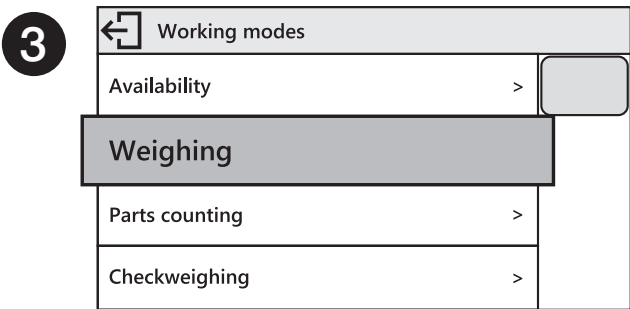 3
Working modes
Availability >
Weighing
Parts counting >
Checkweighing >